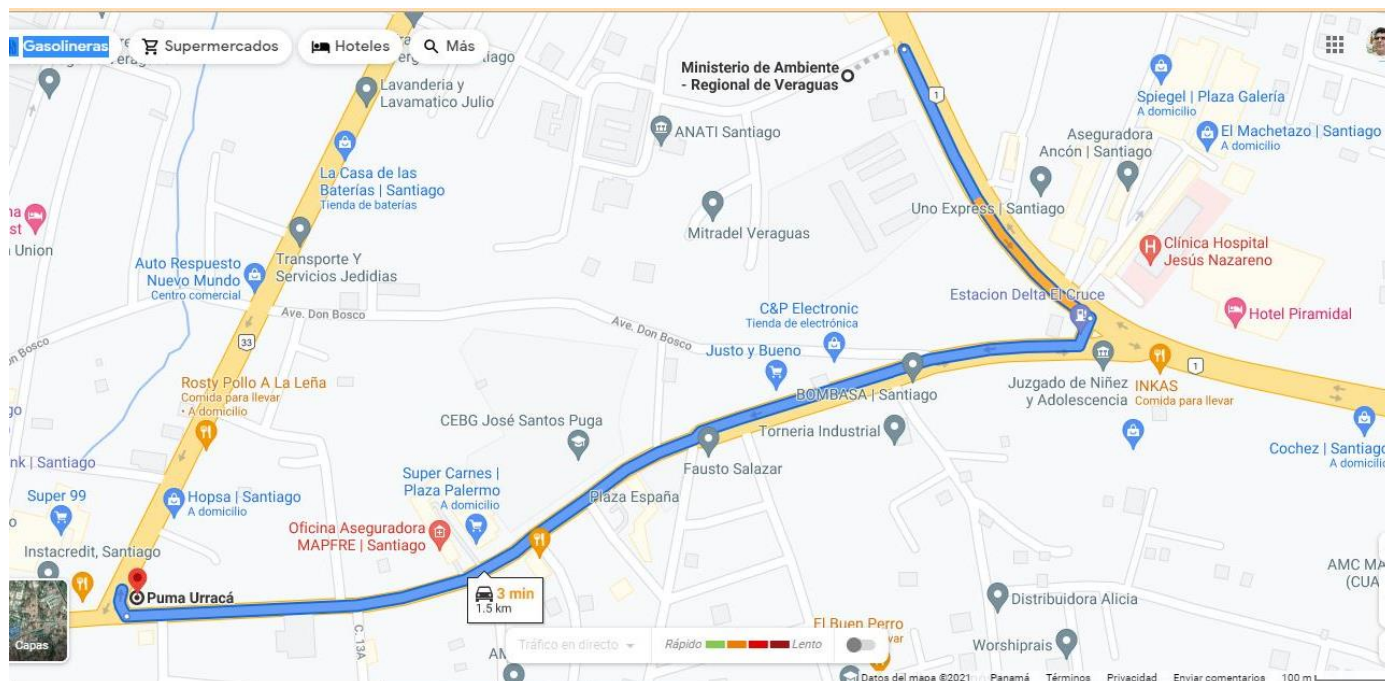 Gasolineras
Supermercados
Hoteles
Más
Lavanderia y
Lavamatico Julio
Ministerio de Ambiente
- Regional de Veraguas
1
Spiegel | Plaza Galería
A domicilio
El Machetazo | Santiago
A domicilio
Aseguradora
Ancón | Santiago
ANATI Santiago
La Casa de las
Baterías | Santiago
Tienda de baterías
Uno Express | Santiago
Mitradel Veraguas
Union
Transporte Y
Servicios Jedidias
Auto Respuesto
Nuevo Mundo
Centro comercial
Clínica Hospital
Jesús Nazareno
Estacion Delta El Cruce
Hotel Piramidal
Ave. Don Bosco
Ave. Don Bosco
C&P Electronic
Tienda de electrónica
33
Justo y Bueno
1
Rosty Pollo A La Leña
Comida para llevar
• A domicilio
BOMBASA | Santiago
Juzgado de Niñez
y Adolescencia
INKAS
Comida para llevar
CEBG José Santos Puga
Torneria Industrial
Fausto Salazar
Cochez | Santiago
A domicilio
nk | Santiago
Super 99
Hopsa | Santiago
A domicilio
Super Carnes |
Plaza Palermo
A domicilio
Plaza España
Oficina Aseguradora
MAPFRE | Santiago
Instacredit, Santiago
Puma Urracá
3 min
1.5 km
AMC MA
(CUA
Distribuidora Alicia
C. 13A
El Buen Perro
Worshiprais
Capas
Tráfico en directo
Rápido
Lento
Datos del mapa ©2021
Panamá
Términos
Privacidad
Enviar comentarios
100 m